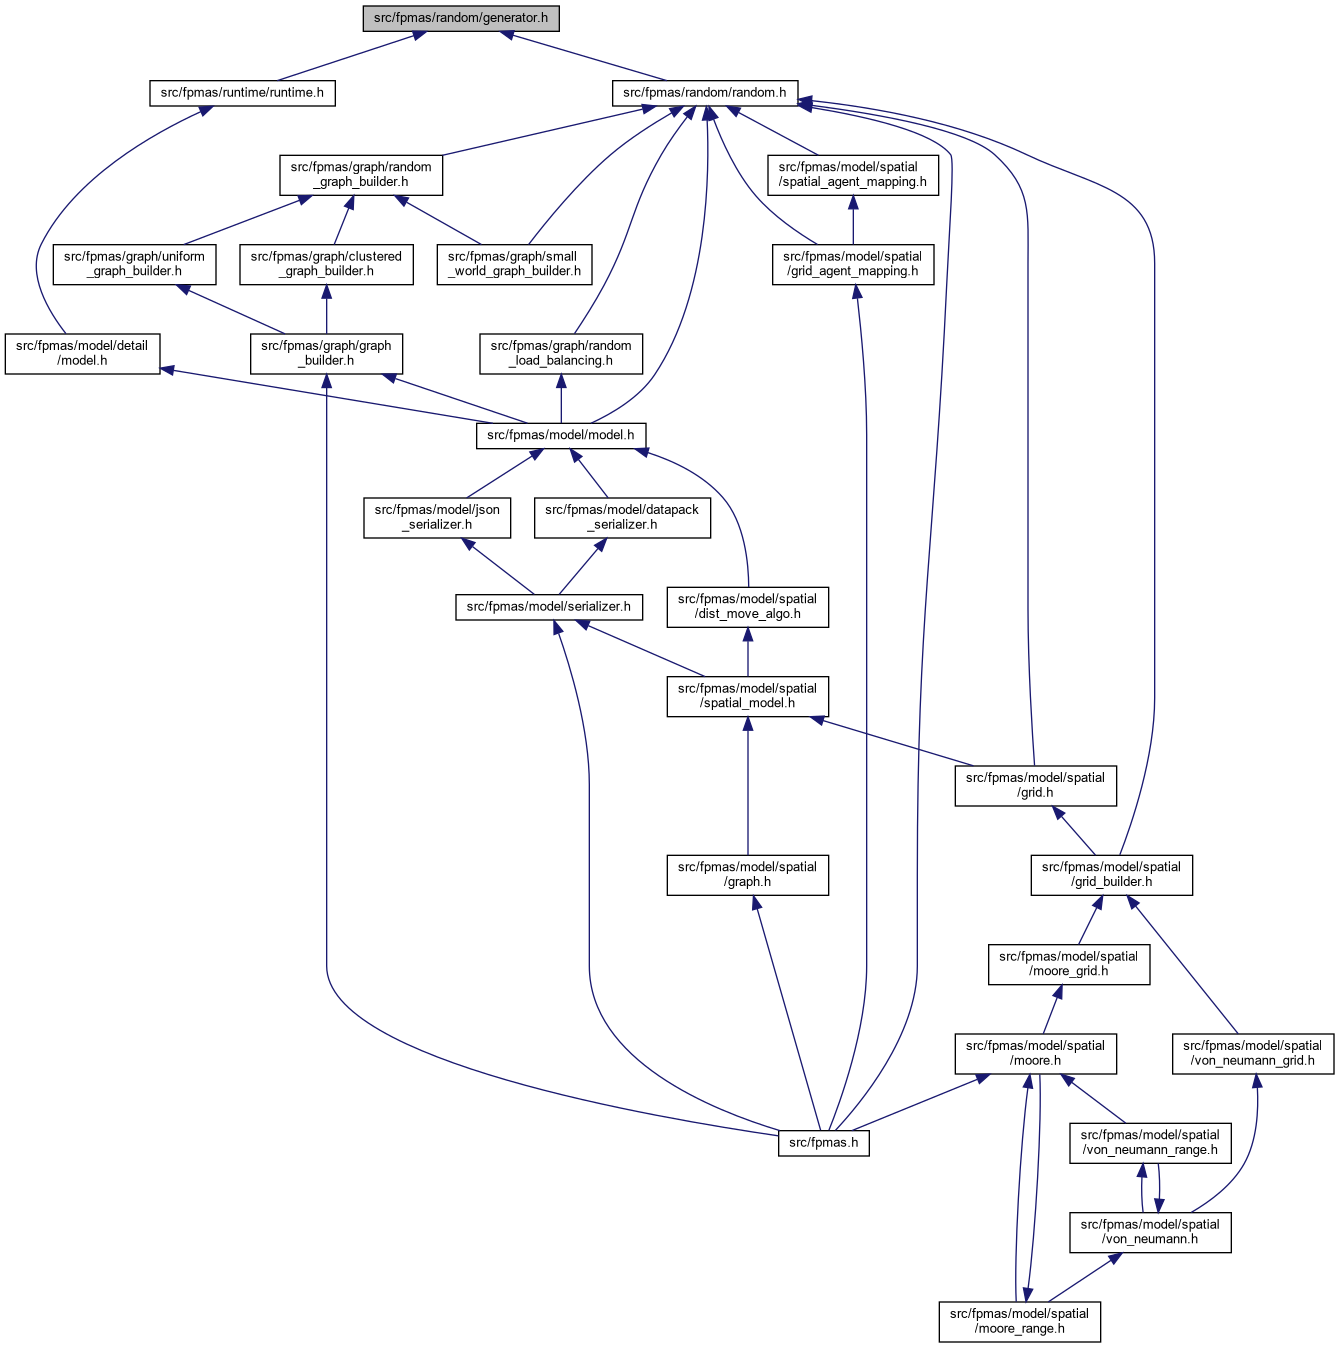 src/fpmas/random/generator.h
src/fpmas/runtime/runtime.h
src/fpmas/random/random.h
src/fpmas/graph/random
_graph_builder.h
src/fpmas/model/spatial
/spatial_agent_mapping.h
src/fpmas/graph/uniform
_graph_builder.h
src/fpmas/graph/clustered
_graph_builder.h
src/fpmas/graph/small
_world_graph_builder.h
src/fpmas/model/spatial
/grid_agent_mapping.h
src/fpmas/model/detail
/model.h
src/fpmas/graph/graph
_builder.h
src/fpmas/graph/random
_load_balancing.h
src/fpmas/model/model.h
src/fpmas/model/json
_serializer.h
src/fpmas/model/datapack
_serializer.h
src/fpmas/model/serializer.h
src/fpmas/model/spatial
/dist_move_algo.h
src/fpmas/model/spatial
/spatial_model.h
src/fpmas/model/spatial
/grid.h
src/fpmas/model/spatial
/graph.h
src/fpmas/model/spatial
/grid_builder.h
src/fpmas/model/spatial
/moore_grid.h
src/fpmas/model/spatial
/moore.h
src/fpmas/model/spatial
/von_neumann_grid.h
src/fpmas.h
src/fpmas/model/spatial
/von_neumann_range.h
src/fpmas/model/spatial
/von_neumann.h
src/fpmas/model/spatial
/moore_range.h